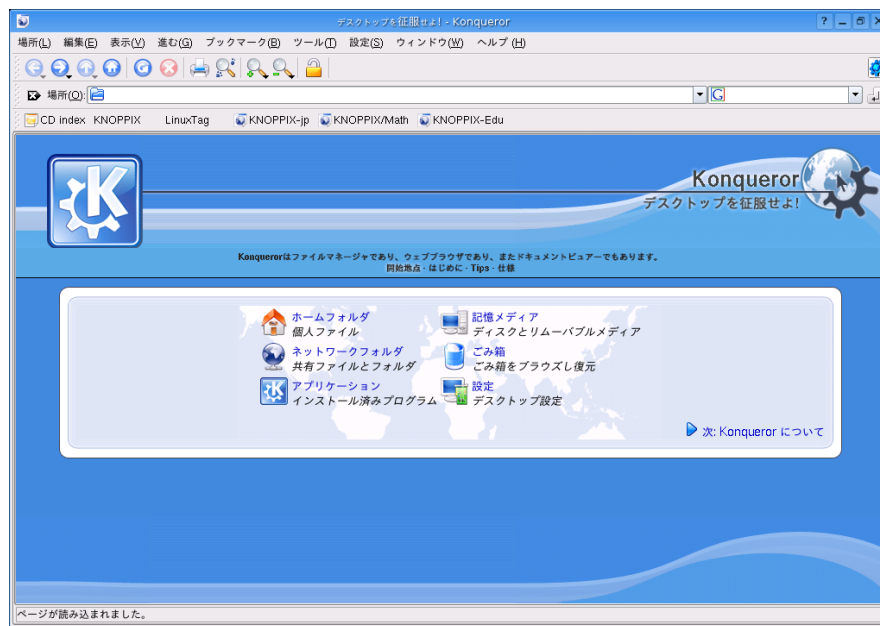 デスクトップを征服せよ! - Konqueror
場所(L) 編集(E) 表示(V) 進む(G) ブックマーク(B) ツール(T) 設定(S) ウィンドウ(W) ヘルプ(H)
場所(O):
CD index KNOPPIX LinuxTag KNOPPIX-jp KNOPPIX/Math KNOPPIX-Edu
Konqueror
デスクトップを征服せよ!
Konquerorはファイルマネージャであり、ウェブブラウザであり、またドキュメントビュアーでもあります。
開始地点 · はじめに · Tips · 仕様
ホームフォルダ
個人ファイル
記憶メディア
ディスクとリムーバブルメディア
ネットワークフォルダ
共有ファイルとフォルダ
ごみ箱
ごみ箱をブラウズし復元
アプリケーション
インストール済みプログラム
設定
デスクトップ設定
次: Konqueror について
ページが読み込まれました。